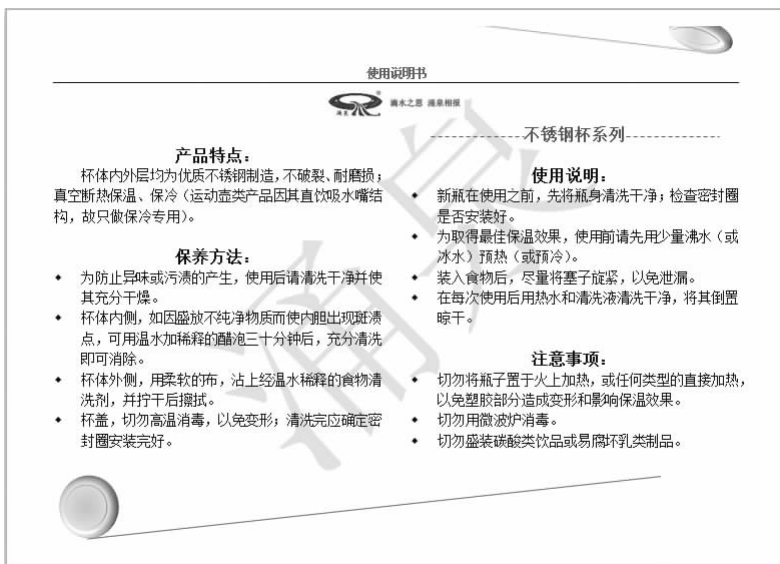 使用说明书
滴水之恩 涌泉相报
不锈钢杯系列
产品特点：
杯体内外层均为优质不锈钢制造，不破裂、耐磨损；
真空断热保温、保冷（运动壶类产品因其直饮吸水嘴结
构，故只做保冷专用）。
保养方法：
为防止异味或污渍的产生，使用后请清洗干净并使
其充分干燥。
杯体内侧，如因盛放不纯净物质而使内胆出现斑渍
点，可用温水加稀释的醋泡三十分钟后，充分清洗
即可消除。
杯体外侧，用柔软的布，沾上经温水稀释的食物清
洗剂，并拧干后擦拭。
杯盖，切勿高温消毒，以免变形；清洗完应确定密
封圈安装完好。
使用说明：
新瓶在使用之前，先将瓶身清洗干净；检查密封圈
是否安装好。
为取得最佳保温效果，使用前请先用少量沸水（或
冰水）预热（或预冷）。
装入食物后，尽量将塞子旋紧，以免泄漏。
在每次使用后用热水和清洗液清洗干净，将其倒置
晾干。
注意事项：
切勿将瓶子置于火上加热，或任何类型的直接加热，
以免塑胶部分造成变形和影响保温效果。
切勿用微波炉消毒。
切勿盛装碳酸类饮品或易腐坏乳类制品。
涌泉